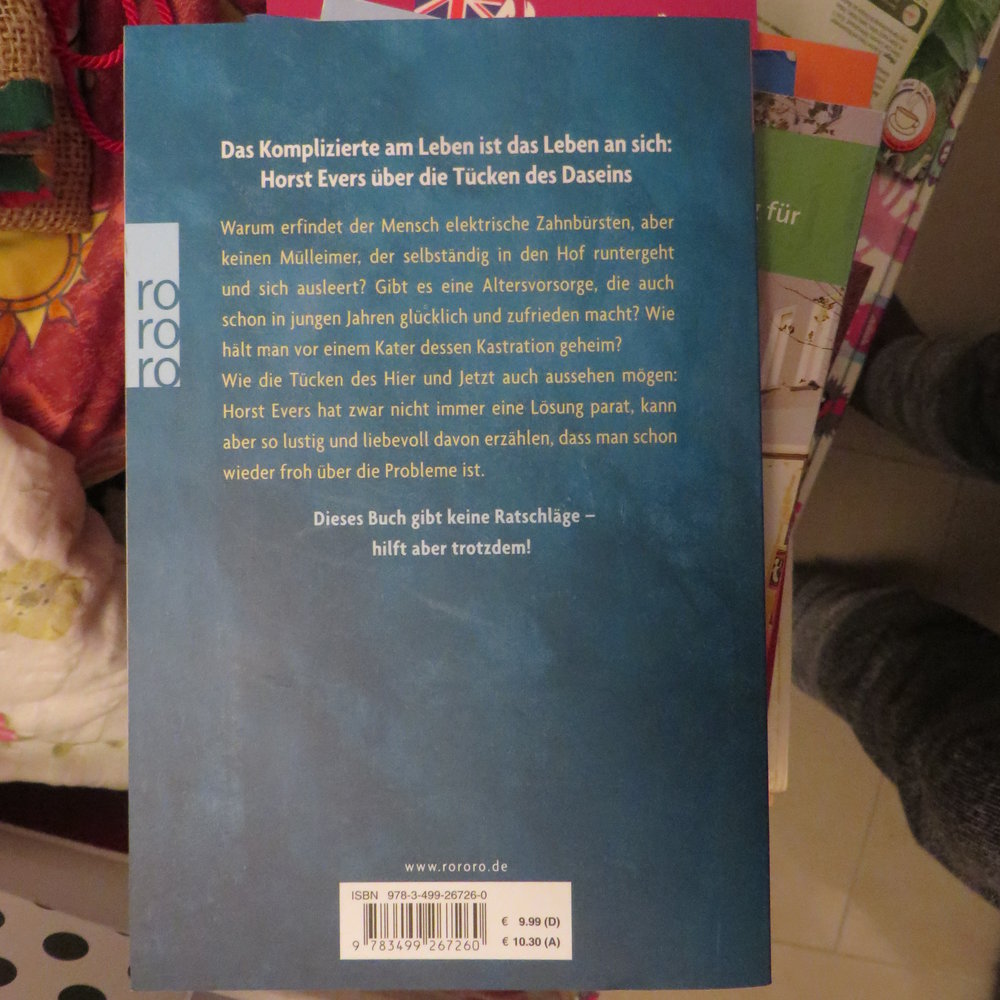 Das Komplizierte am Leben ist das Leben an sich:
Horst Evers über die Tücken des Daseins
Warum erfindet der Mensch elektrische Zahnbürsten, aber
keinen Mülleimer, der selbständig in den Hof runtergeht
und sich ausleert? Gibt es eine Altersvorsorge, die auch
schon in jungen Jahren glücklich und zufrieden macht? Wie
hält man vor einem Kater dessen Kastration geheim?
Wie die Tücken des Hier und Jetzt auch aussehen mögen:
Horst Evers hat zwar nicht immer eine Lösung parat, kann
aber so lustig und liebevoll davon erzählen, dass man schon
wieder froh über die Probleme ist.
Dieses Buch gibt keine Ratschläge –
hilft aber trotzdem!
ro
ro
ro
für
www.rororo.de
ISBN 978-3-499-26726-0
€ 9.99 (D)
€ 10.30 (A)
9 783499 267260